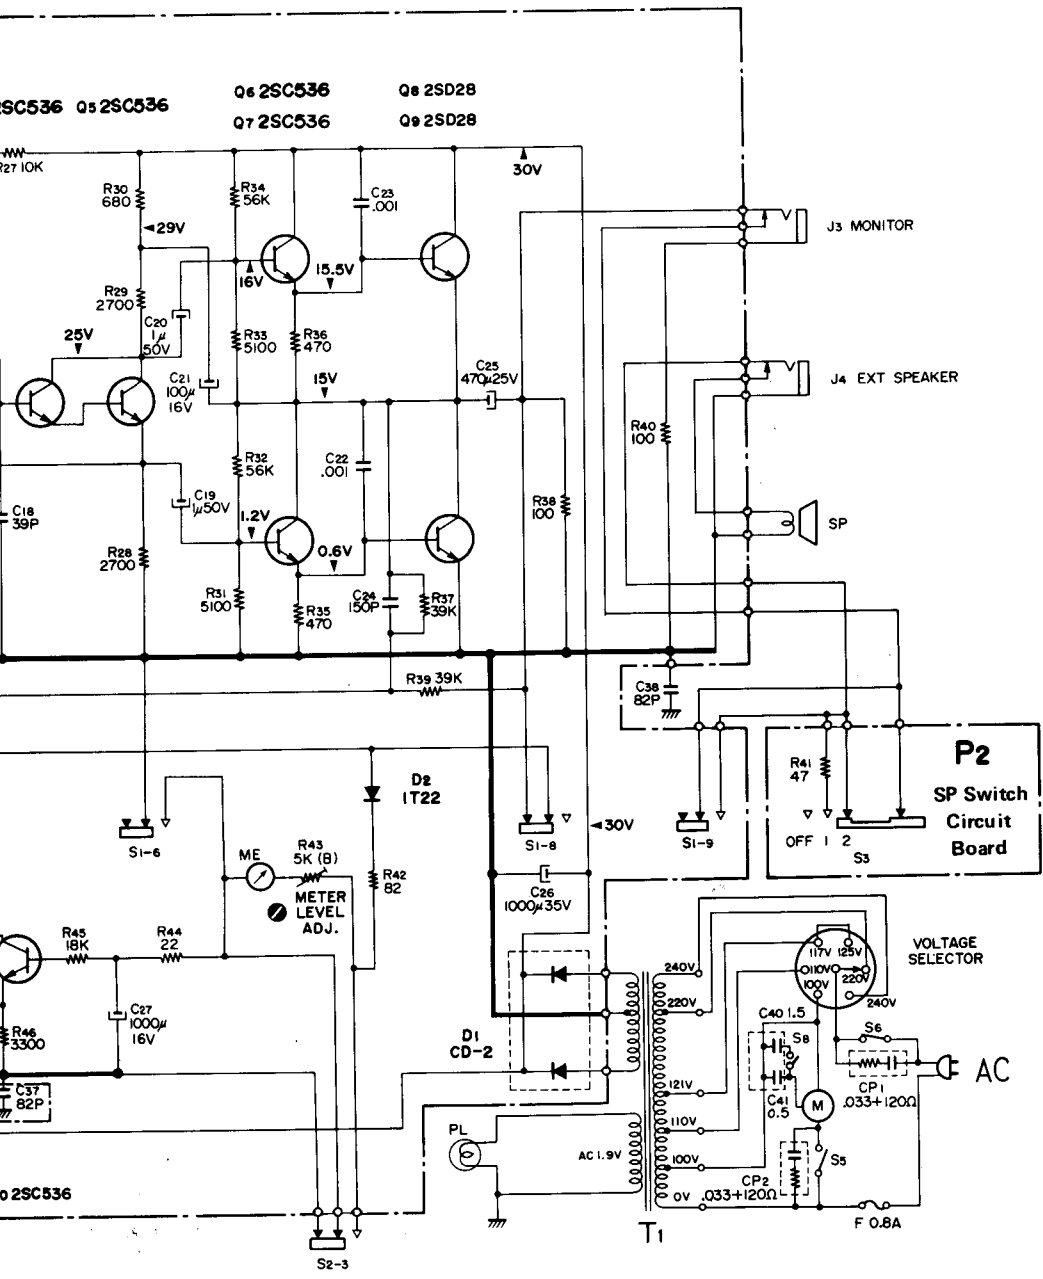 Q6 2SC536
Q8 2SD28
2SC536 Q5 2SC536
Q7 2SC536
Q9 2SD28
R27 10K
30V
R30
680
R34
56K
C23
.001
29V
J3 MONITOR
16V
15.5V
R29
2700
C20
1μ
50V
25V
R33
5100
R36
470
C21
100μ
16V
15V
C25
470μ25V
J4 EXT SPEAKER
R40
100
R32
56K
C22
.001
C18
39P
C19
1μ50V
R38
100
SP
1.2V
0.6V
R28
2700
R31
5100
R35
470
C24
150P
R37
39K
R39 39K
C38
82P
D2
1T22
R41
47
P2
SP Switch
Circuit
Board
OFF 1 2
S3
S1-6
S1-8
30V
S1-9
ME
R43
5K (B)
METER
LEVEL
ADJ.
R42
82
C26
1000μ35V
R45
18K
R44
22
VOLTAGE
SELECTOR
117V 125V
110V
220V
100V
240V
240V
220V
C27
1000μ
16V
R46
3300
D1
CD-2
C40 1.5
S8
S6
AC
CP1
.033+120Ω
C41
0.5
M
121V
110V
100V
0V
C37
82P
PL
AC 1.9V
S5
CP2
.033+120Ω
F 0.8A
T1
0 2SC536
S2-3